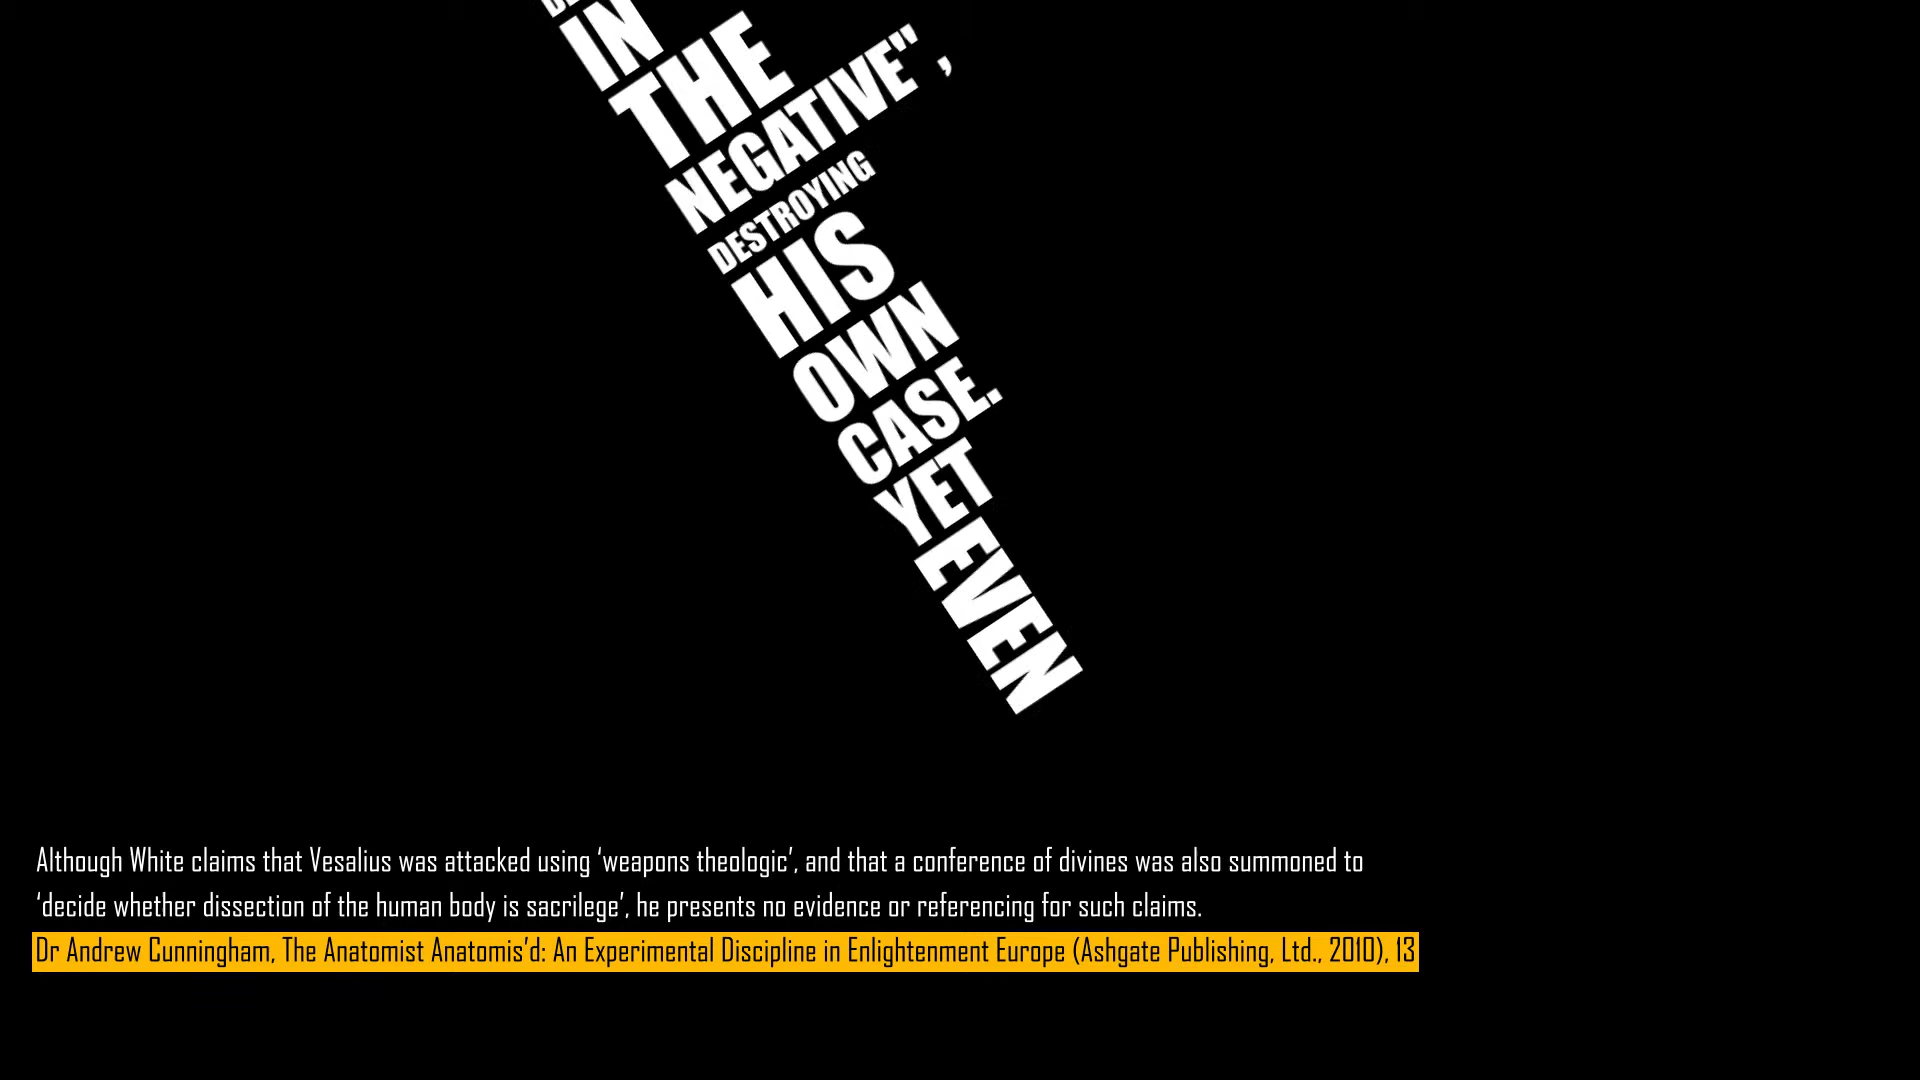 IN
THE
NEGATIVE",
DESTROYING
HIS
OWN
CASE.
YET
EVEN
Although White claims that Vesalius was attacked using ‘weapons theologic’, and that a conference of divines was also summoned to
‘decide whether dissection of the human body is sacrilege’, he presents no evidence or referencing for such claims.
Dr Andrew Cunningham, The Anatomist Anatomis’d: An Experimental Discipline in Enlightenment Europe (Ashgate Publishing, Ltd., 2010), 13